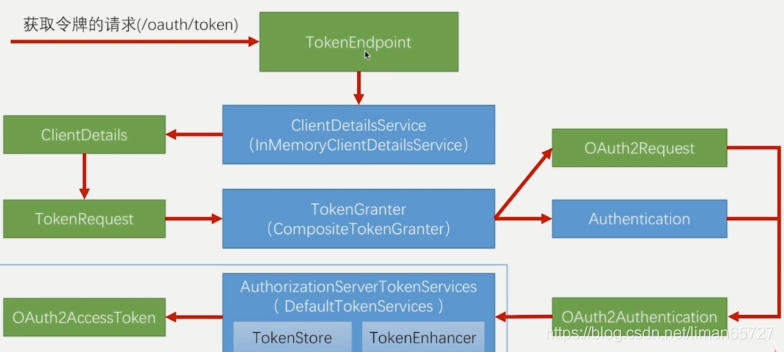 获取令牌的请求(/oauth/token)
TokenEndpoint
ClientDetails
ClientDetailsService
（InMemoryClientDetailsService）
OAuth2Request
TokenRequest
TokenGranter
（CompositeTokenGranter）
Authentication
AuthorizationServerTokenServices
（ DefaultTokenServices ）
OAuth2AccessToken
OAuth2Authentication
TokenStore
TokenEnhancer
https://blog.csdn.net/liman65727